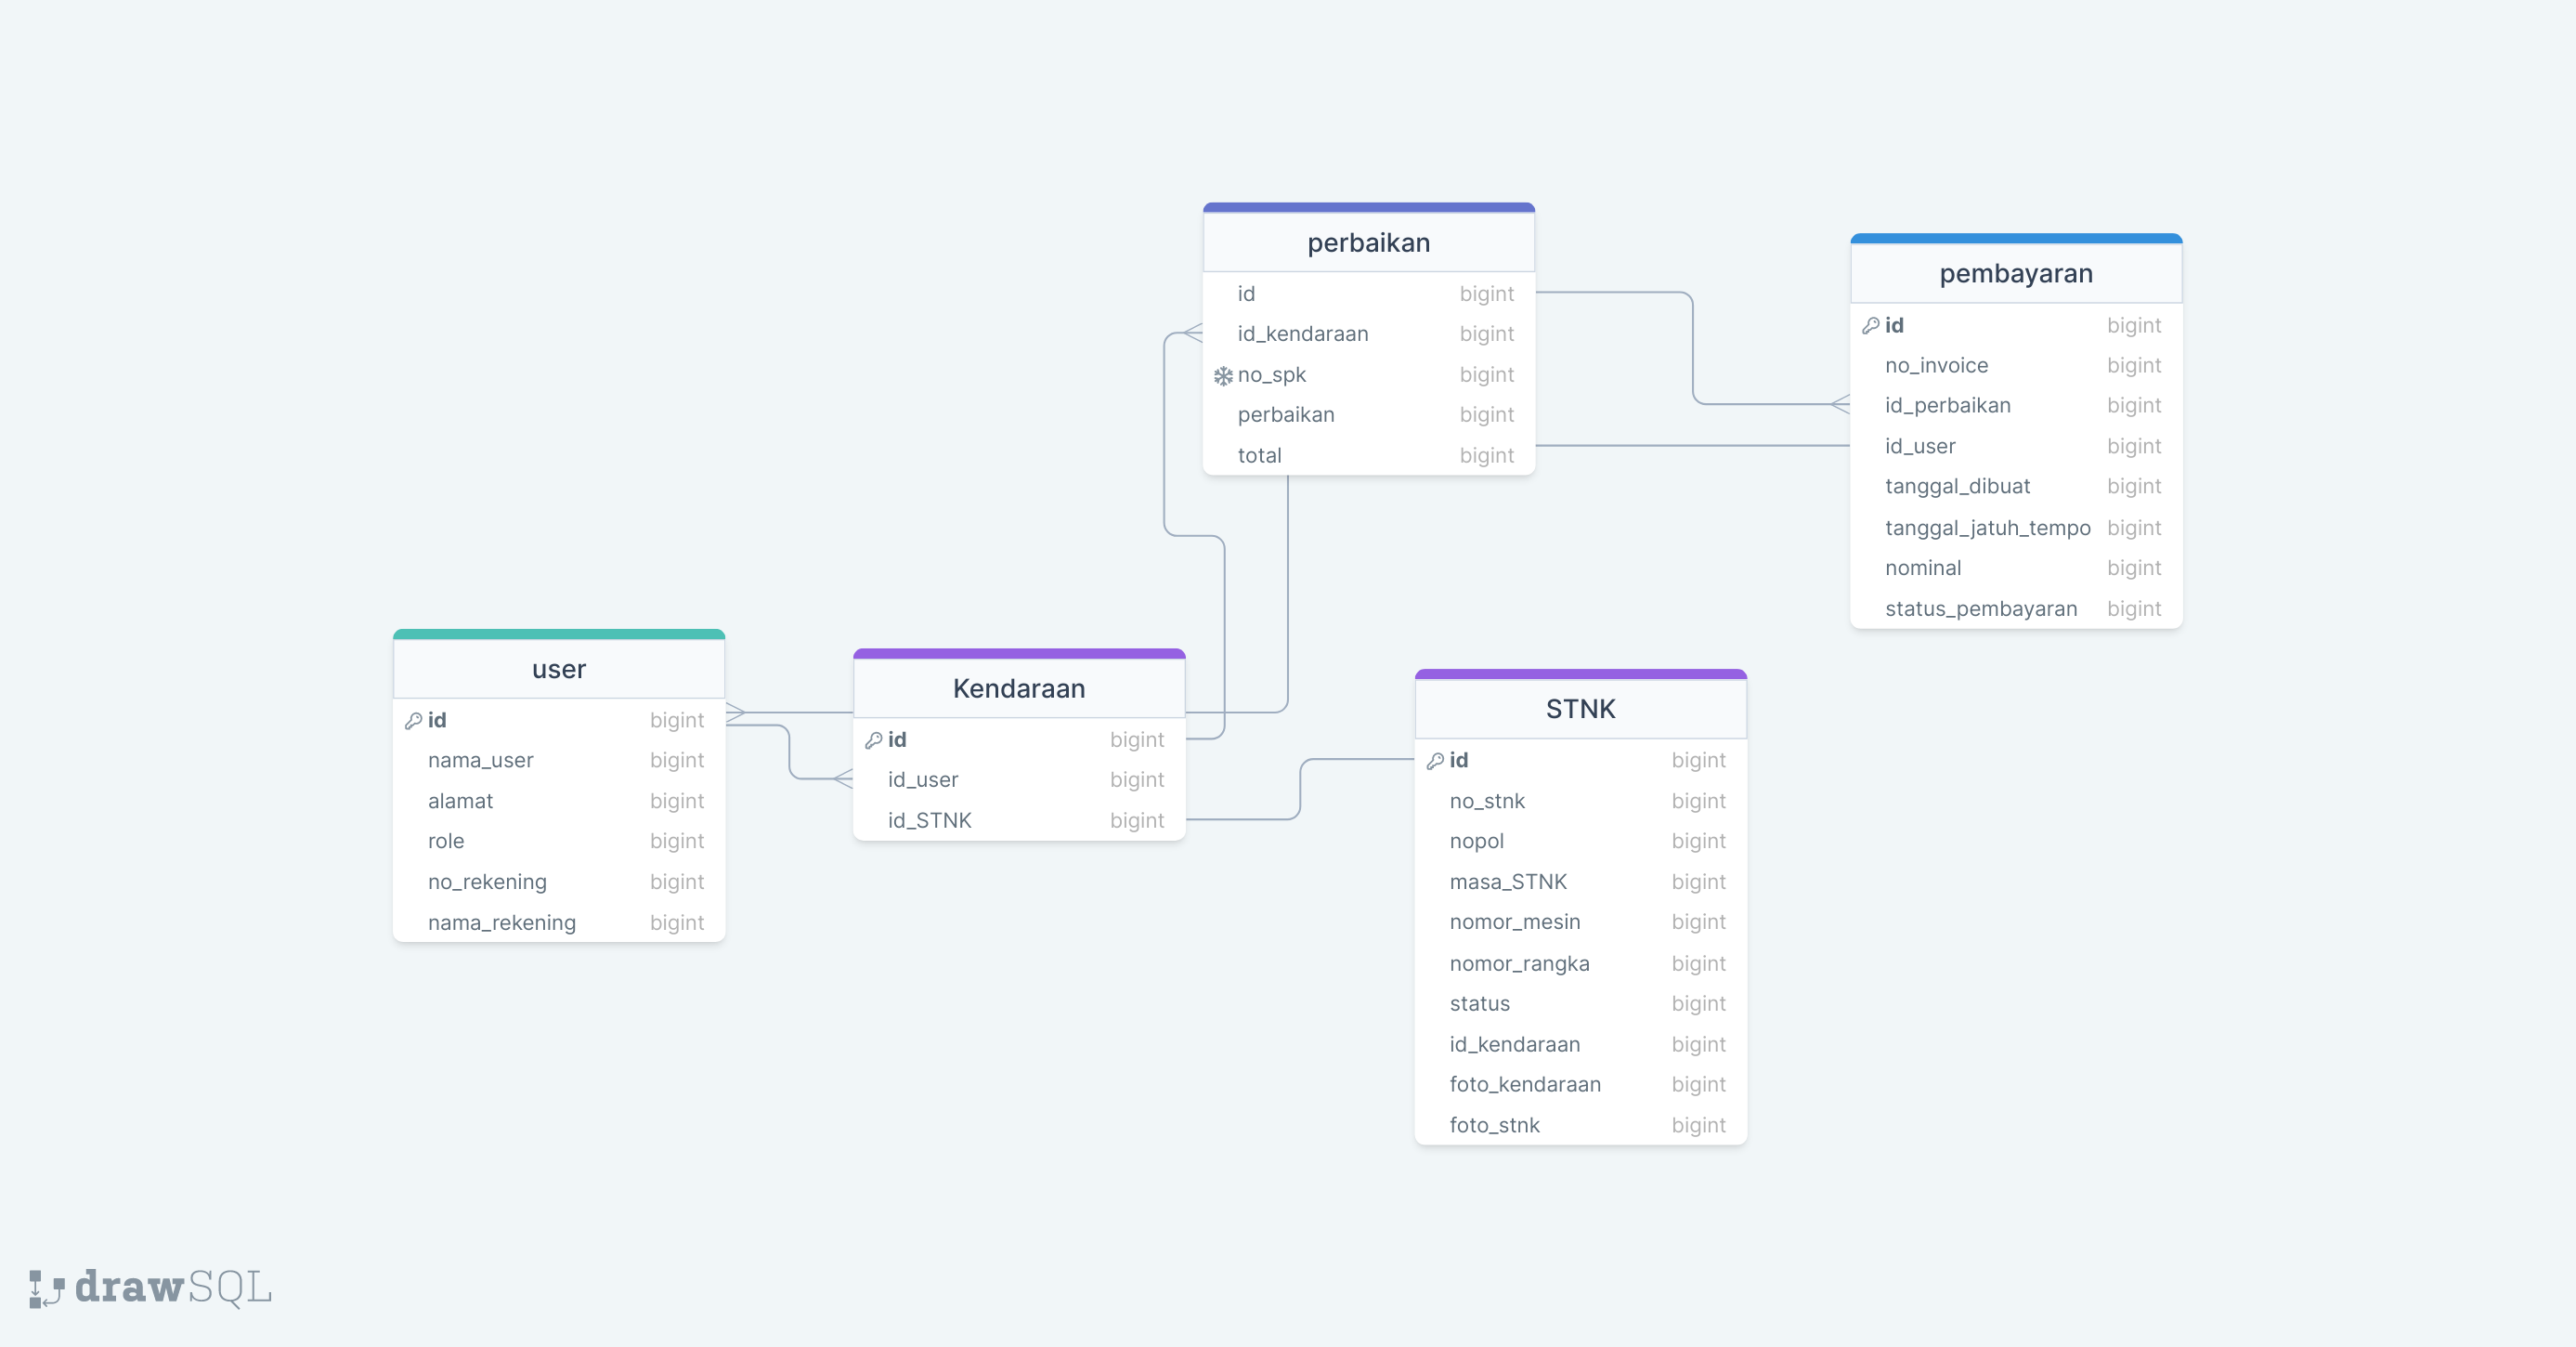 perbaikan
id bigint
id_kendaraan bigint
no_spk bigint
perbaikan bigint
total bigint
pembayaran
id bigint
no_invoice bigint
id_perbaikan bigint
id_user bigint
tanggal_dibuat bigint
tanggal_jatuh_tempo bigint
nominal bigint
status_pembayaran bigint
user
id bigint
nama_user bigint
alamat bigint
role bigint
no_rekening bigint
nama_rekening bigint
Kendaraan
id bigint
id_user bigint
id_STNK bigint
STNK
id bigint
no_stnk bigint
nopol bigint
masa_STNK bigint
nomor_mesin bigint
nomor_rangka bigint
status bigint
id_kendaraan bigint
foto_kendaraan bigint
foto_stnk bigint
drawSQL